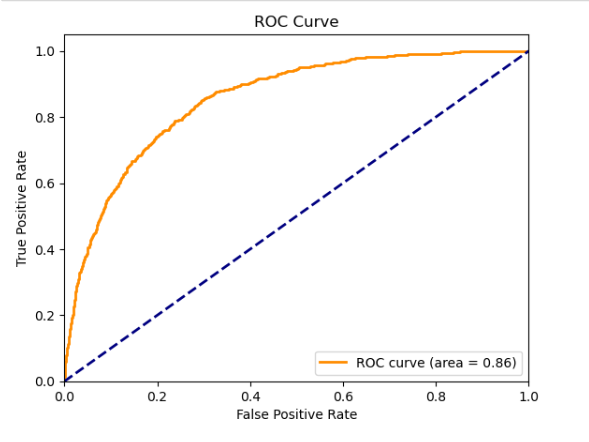 ROC Curve
True Positive Rate
1.0
0.8
0.6
0.4
0.2
0.0
ROC curve (area = 0.86)
0.0 0.2 0.4 0.6 0.8 1.0
False Positive Rate